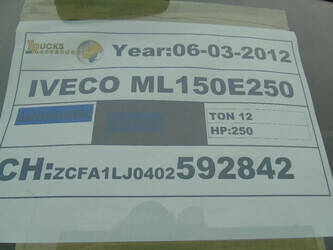 TRUCKS
Year:06-03-2012
IVECO ML150E250
TON 12
HP:250
CH:ZCFA1LJ0402592842